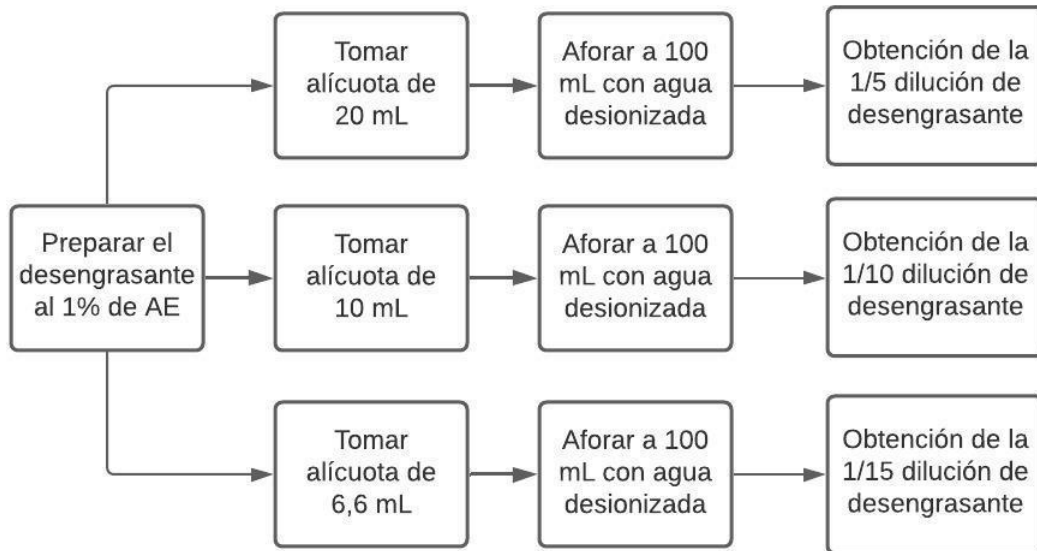 Preparar el
desengrasante
al 1% de AE
Tomar
alícuota de
20 mL
Aforar a 100
mL con agua
desionizada
Obtención de la
1/5 dilución de
desengrasante
Tomar
alícuota de
10 mL
Aforar a 100
mL con agua
desionizada
Obtención de la
1/10 dilución de
desengrasante
Tomar
alícuota de
6,6 mL
Aforar a 100
mL con agua
desionizada
Obtención de la
1/15 dilución de
desengrasante